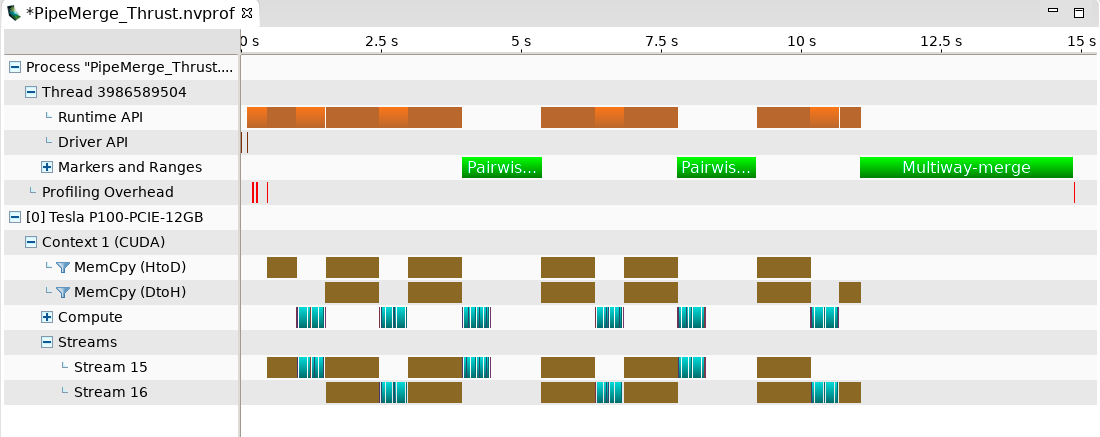 *PipeMerge_Thrust.nvprof
0 s 2.5 s 5 s 7.5 s 10 s 12.5 s 15 s
Process "PipeMerge_Thrust....
Thread 3986589504
Runtime API
Driver API
Markers and Ranges Pairwis... Pairwis... Multiway-merge
Profiling Overhead
[0] Tesla P100-PCIE-12GB
Context 1 (CUDA)
MemCpy (HtoD)
MemCpy (DtoH)
Compute
Streams
Stream 15
Stream 16